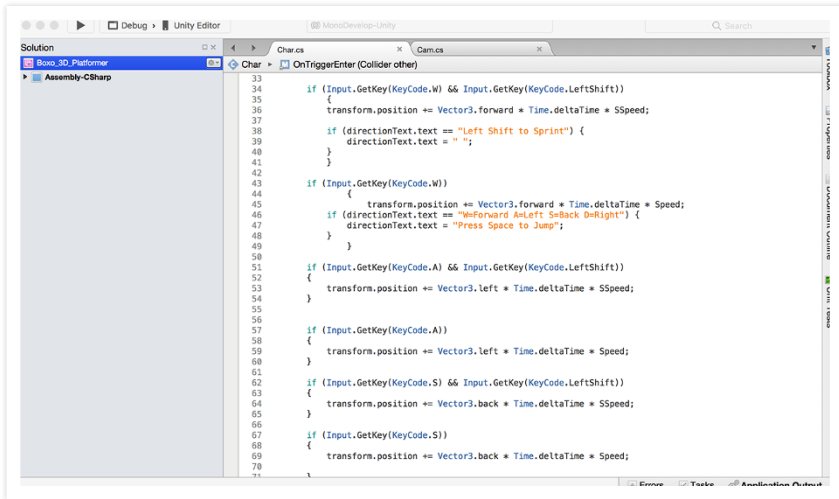 Debug › Unity Editor
MonoDevelop-Unity
Search
Solution
Char.cs
Cam.cs
Boxo_3D_Platformer
Char ▸ OnTriggerEnter (Collider other)
Assembly-CSharp
33
34 if (Input.GetKey(KeyCode.W) && Input.GetKey(KeyCode.LeftShift))
35 {
36 transform.position += Vector3.forward * Time.deltaTime * SSpeed;
37
38 if (directionText.text == "Left Shift to Sprint") {
39 directionText.text = " ";
40 }
41 }
42
43 if (Input.GetKey(KeyCode.W))
44 {
45 transform.position += Vector3.forward * Time.deltaTime * Speed;
46 if (directionText.text == "W=Forward A=Left S=Back D=Right") {
47 directionText.text = "Press Space to Jump";
48 }
49 }
50
51 if (Input.GetKey(KeyCode.A) && Input.GetKey(KeyCode.LeftShift))
52 {
53 transform.position += Vector3.left * Time.deltaTime * SSpeed;
54 }
55
56
57 if (Input.GetKey(KeyCode.A))
58 {
59 transform.position += Vector3.left * Time.deltaTime * Speed;
60 }
61
62 if (Input.GetKey(KeyCode.S) && Input.GetKey(KeyCode.LeftShift))
63 {
64 transform.position += Vector3.back * Time.deltaTime * SSpeed;
65 }
66
67 if (Input.GetKey(KeyCode.S))
68 {
69 transform.position += Vector3.back * Time.deltaTime * Speed;
70
71 }
Errors Tasks Application Output
Toolbox
Properties
Document Outline
Unit Tests